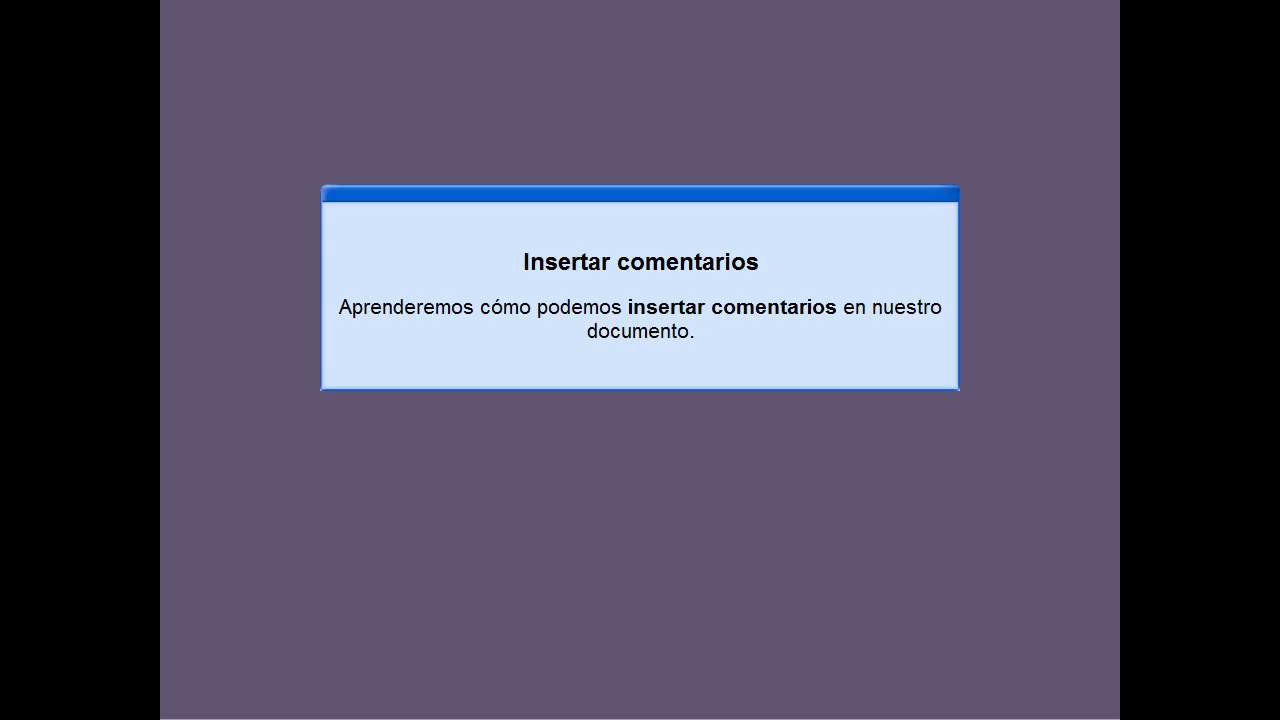 Insertar comentarios
Aprenderemos cómo podemos insertar comentarios en nuestro
documento.